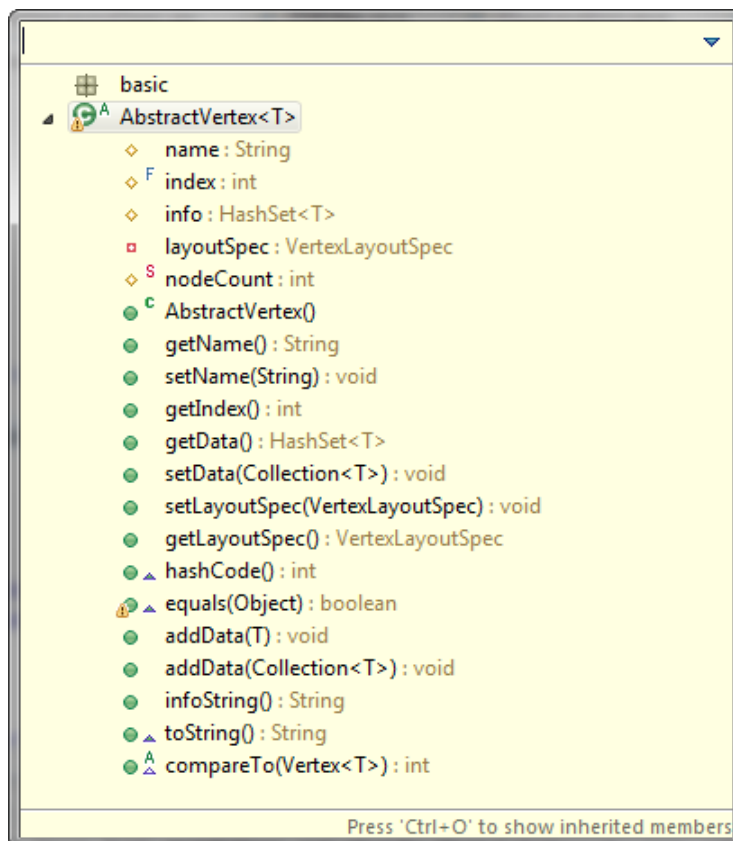 basic
A AbstractVertex<T>
name : String
F index : int
info : HashSet<T>
layoutSpec : VertexLayoutSpec
S nodeCount : int
C AbstractVertex()
getName() : String
setName(String) : void
getIndex() : int
getData() : HashSet<T>
setData(Collection<T>) : void
setLayoutSpec(VertexLayoutSpec) : void
getLayoutSpec() : VertexLayoutSpec
hashCode() : int
equals(Object) : boolean
addData(T) : void
addData(Collection<T>) : void
infoString() : String
toString() : String
A compareTo(Vertex<T>) : int
Press 'Ctrl+O' to show inherited members